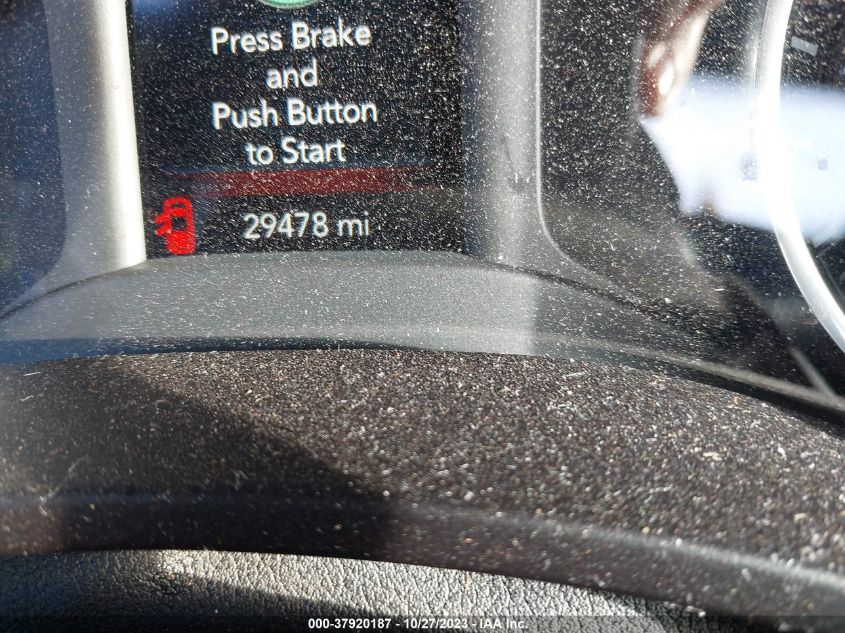 Press Brake
and
Push Button
to Start
29478 mi
000-37920187 - 10/27/2023 - IAA Inc.